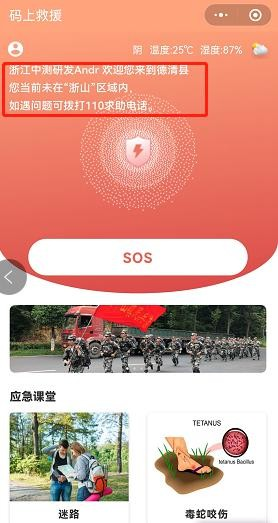 码上救援
阴 温度:25℃ 湿度:87%
浙江中测研发Andr 欢迎您来到德清县
您当前未在“浙山”区域内,
如遇问题可拨打110求助电话。
SOS
应急课堂
TETANUS
tetanus Bacillus
迷路
毒蛇咬伤